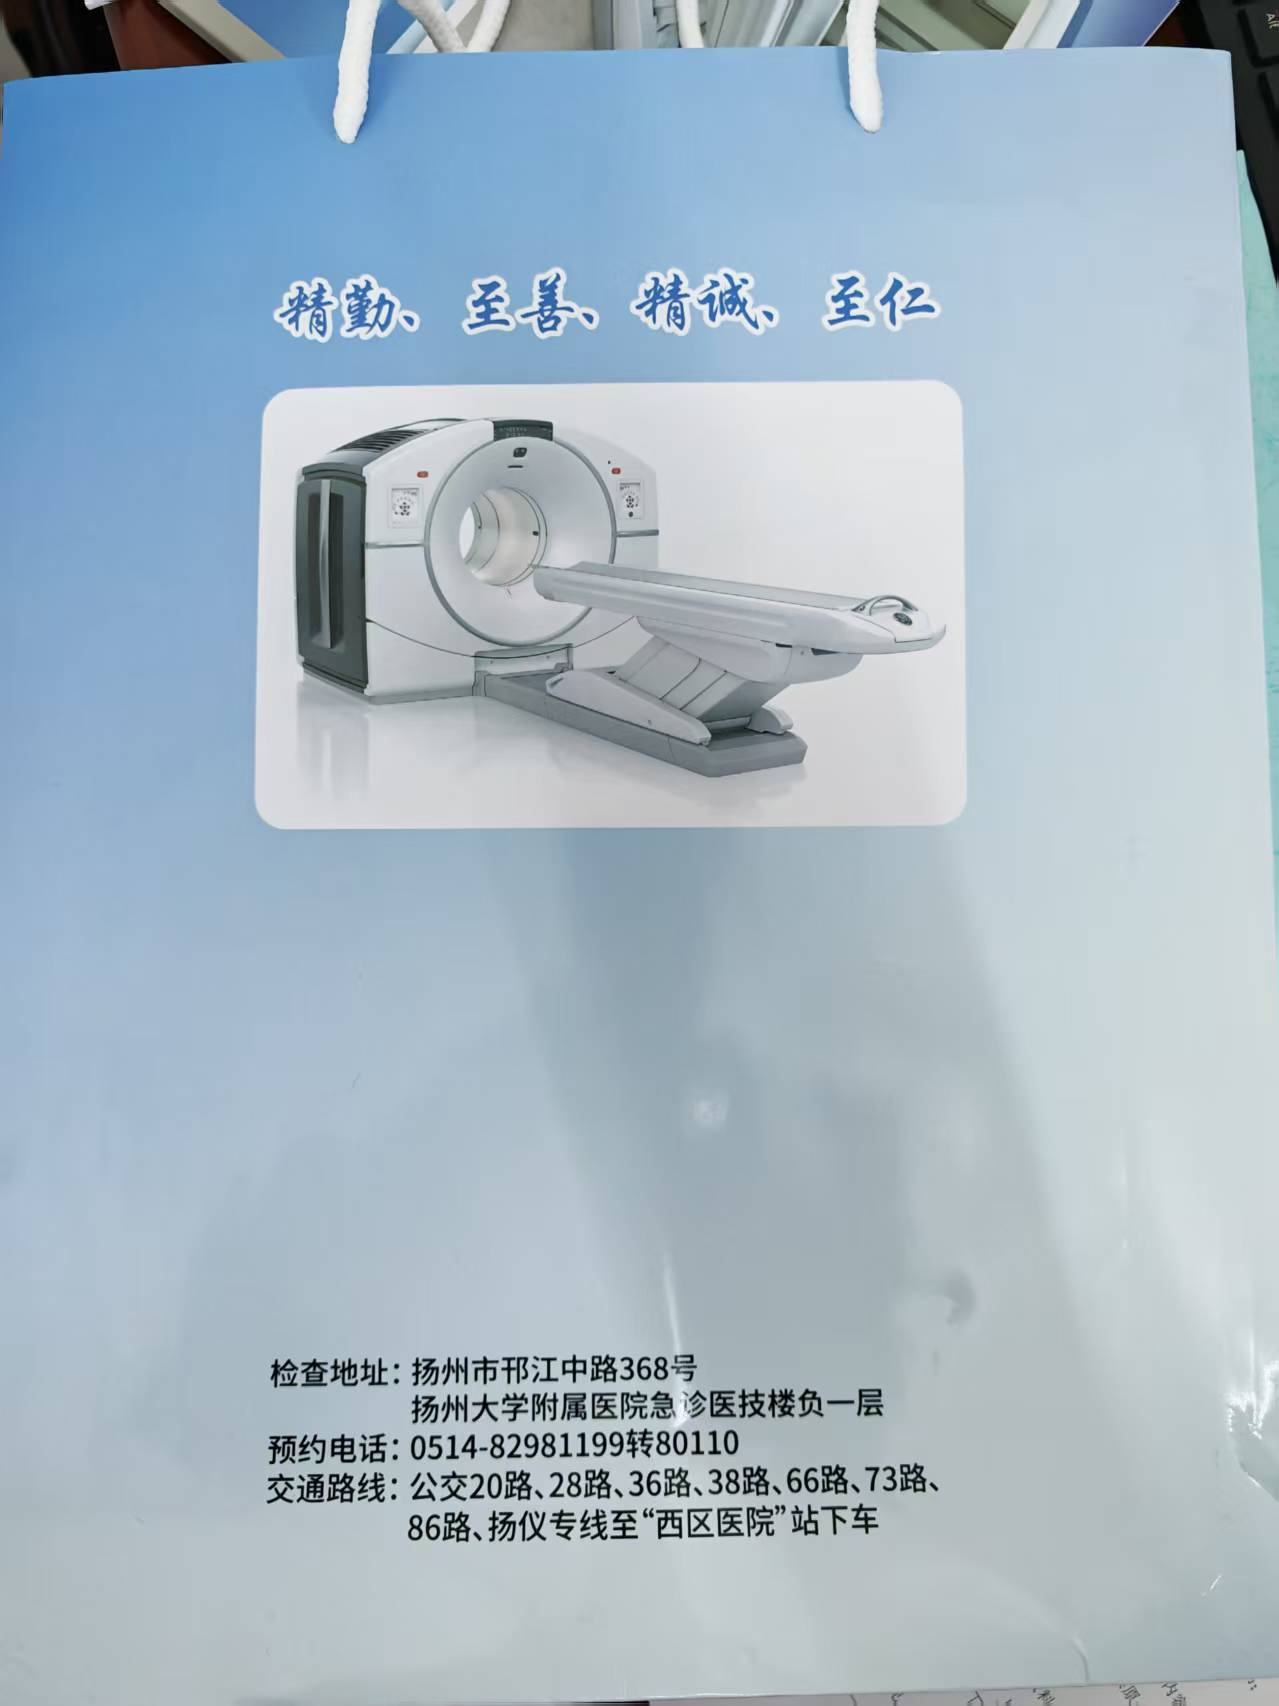 精勤、至善、精诚、至仁
检查地址：扬州市邗江中路368号
扬州大学附属医院急诊医技楼负一层
预约电话：0514-82981199转80110
交通路线：公交20路、28路、36路、38路、66路、73路、
86路、扬仪专线至“西区医院”站下车